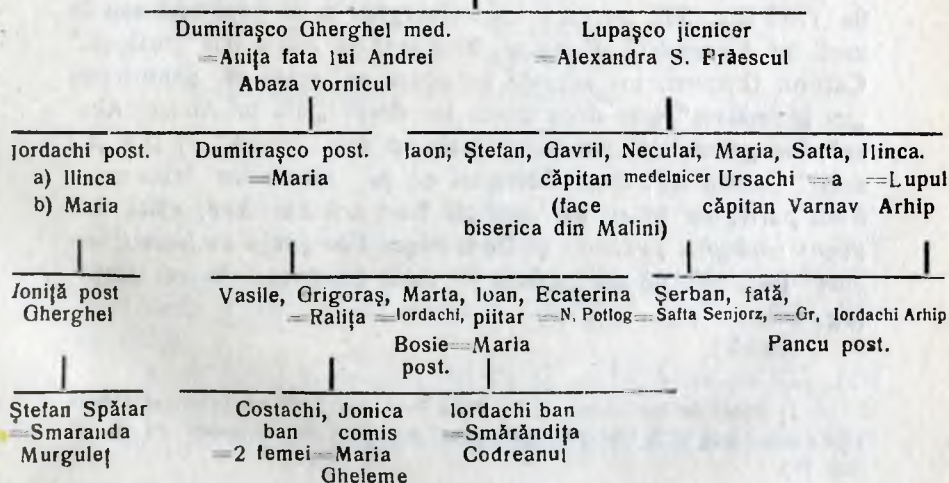 Dumitrașco Gherghel med. Lupașco jicnicer
=Anița fata lui Andrei =Alexandra S. Prăescul
Abaza vornicul
Jordachi post. Dumitrașco post. Iaon; Ștefan, Gavril, Neculai, Maria, Safta, Ilinca.
a) Ilinca =Maria căpitan medelnicer Ursachi =a =Lupul
b) Maria (face căpitan Varnav Arhip
biserica din Malini)
Joniță post Vasile, Grigoraș, Marta, Ioan, Ecaterina Șerban, fată,
Gherghel =Ralița =Iordachi, piitar =N, Potlog =Safta Senjorz, =Gr, Iordachi Arhip
Bosie =Maria Pancu post.
post.
Ștefan Spătar Costachi, Jonica Iordachi ban
=Smaranda ban comis =Smărăndița
Murguleț =2 femei =Maria Codreanul
Gheleme